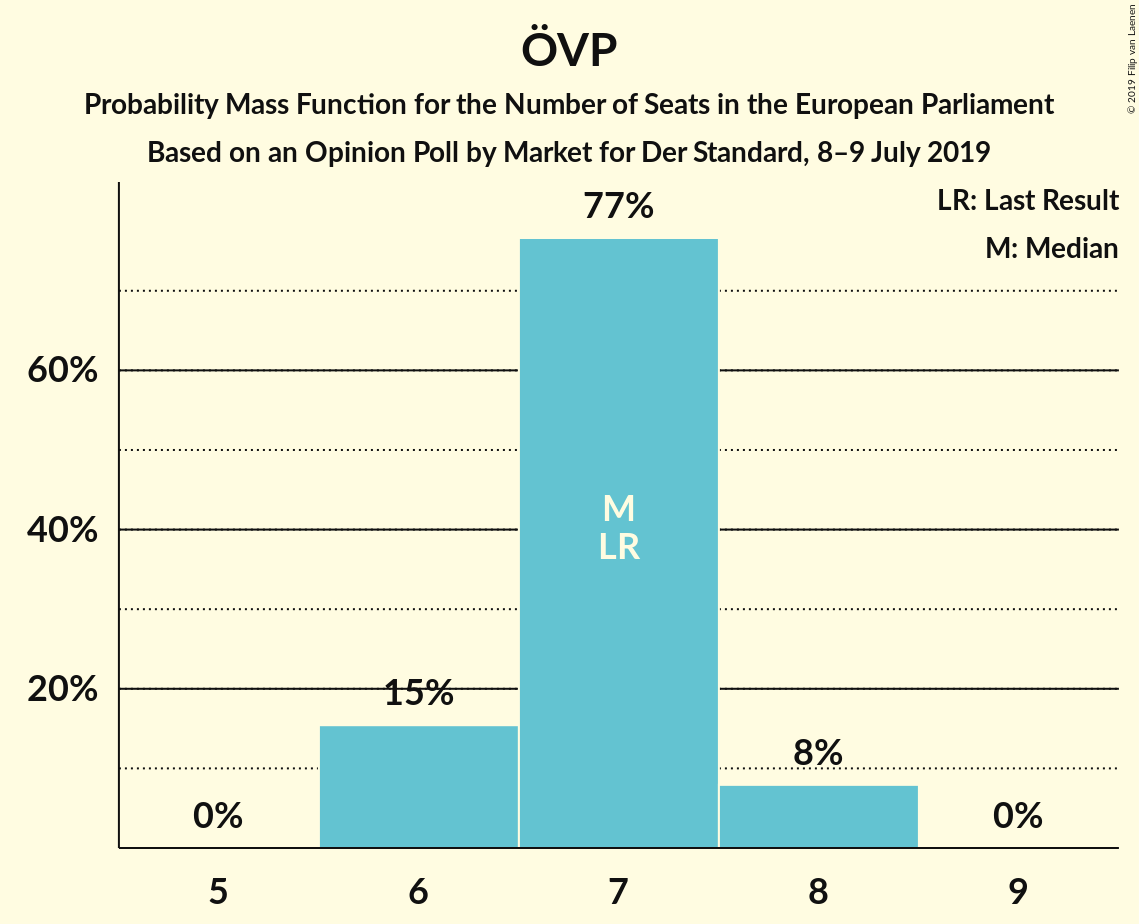 ÖVP
Probability Mass Function for the Number of Seats in the European Parliament
Based on an Opinion Poll by Market for Der Standard, 8–9 July 2019
© 2019 Filip van Laenen
LR: Last Result
M: Median
77%
60%
M
40%
LR
20%
15%
8%
0%
0%
5 6 7 8 9